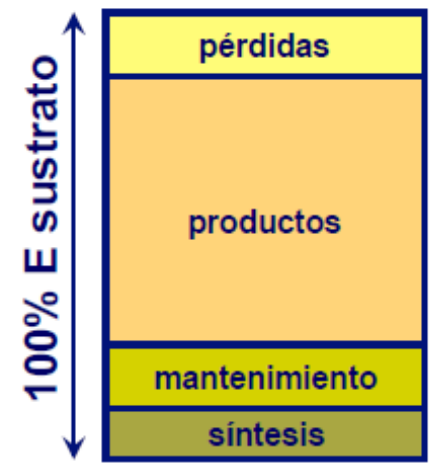 100% E sustrato
pérdidas
productos
mantenimiento
síntesis